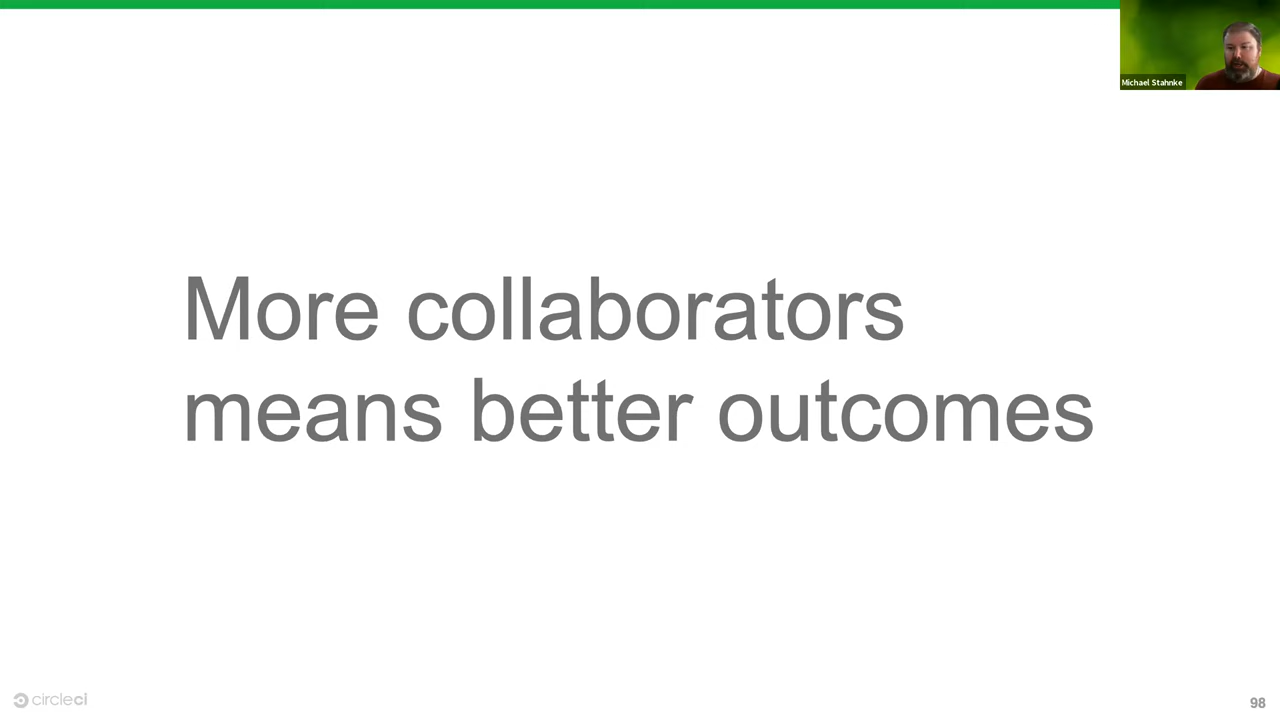 Michael Stahnke
More collaborators
means better outcomes
circleci
98